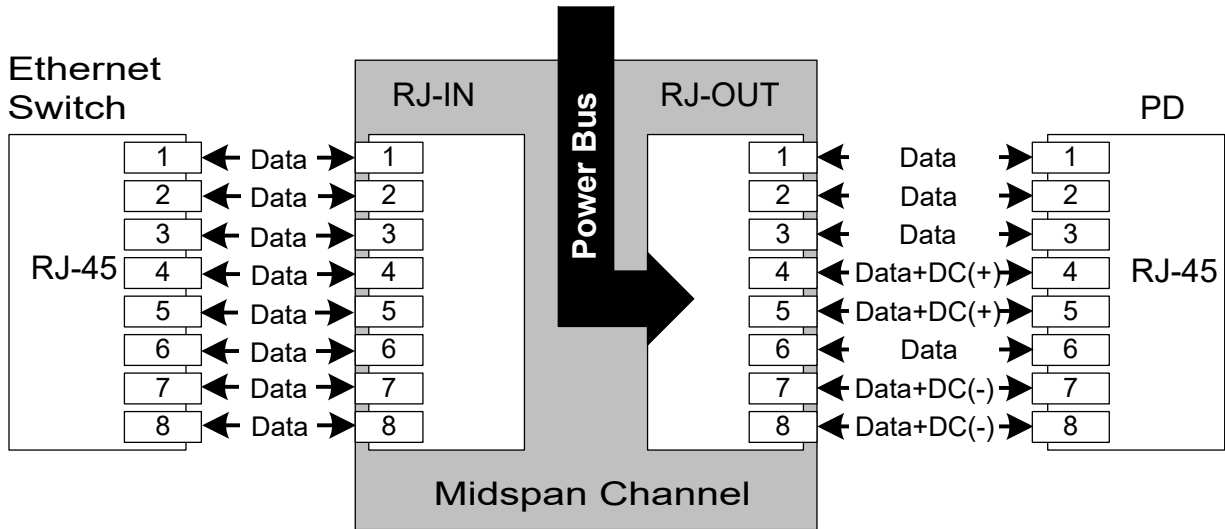 Ethernet
Switch
RJ-IN
Power Bus
RJ-OUT
PD
1 Data 1
2 Data 2
3 Data 3
4 Data 4
5 Data 5
6 Data 6
7 Data 7
8 Data 8
RJ-45
1 Data 1
2 Data 2
3 Data 3
4 Data+DC(+) 4
5 Data+DC(+) 5
6 Data 6
7 Data+DC(-) 7
8 Data+DC(-) 8
RJ-45
Midspan Channel